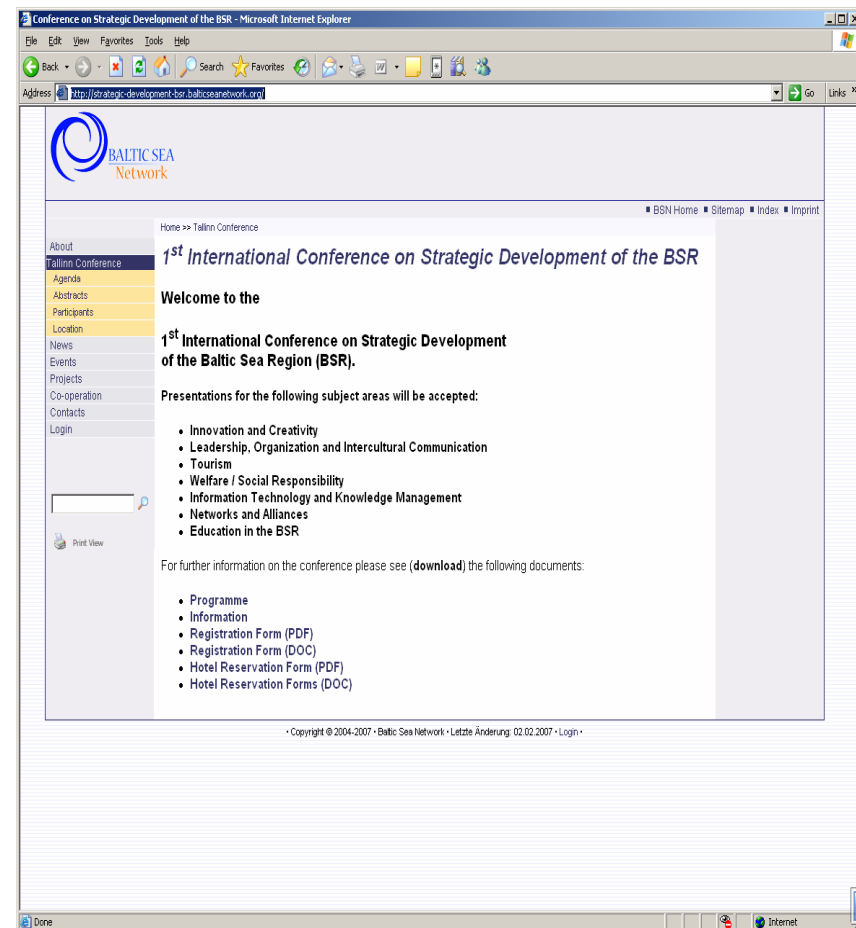 Conference on Strategic Development of the BSR - Microsoft Internet Explorer
File Edit View Favorites Tools Help
Back Search Favorites
Address http://strategic-development-bsr.balticseanetwork.org/ Go Links »
BALTIC SEA
Network
BSN Home Sitemap Index Imprint
Home >> Tallinn Conference
About
Tallinn Conference
Agenda
Abstracts
Participants
Location
News
Events
Projects
Co-operation
Contacts
Login
Print View
1st International Conference on Strategic Development of the BSR
Welcome to the
1st International Conference on Strategic Development
of the Baltic Sea Region (BSR).
Presentations for the following subject areas will be accepted:
• Innovation and Creativity
• Leadership, Organization and Intercultural Communication
• Tourism
• Welfare / Social Responsibility
• Information Technology and Knowledge Management
• Networks and Alliances
• Education in the BSR
For further information on the conference please see (download) the following documents:
• Programme
• Information
• Registration Form (PDF)
• Registration Form (DOC)
• Hotel Reservation Form (PDF)
• Hotel Reservation Forms (DOC)
• Copyright © 2004-2007 • Baltic Sea Network • Letzte Änderung: 02.02.2007 • Login •
Done Internet